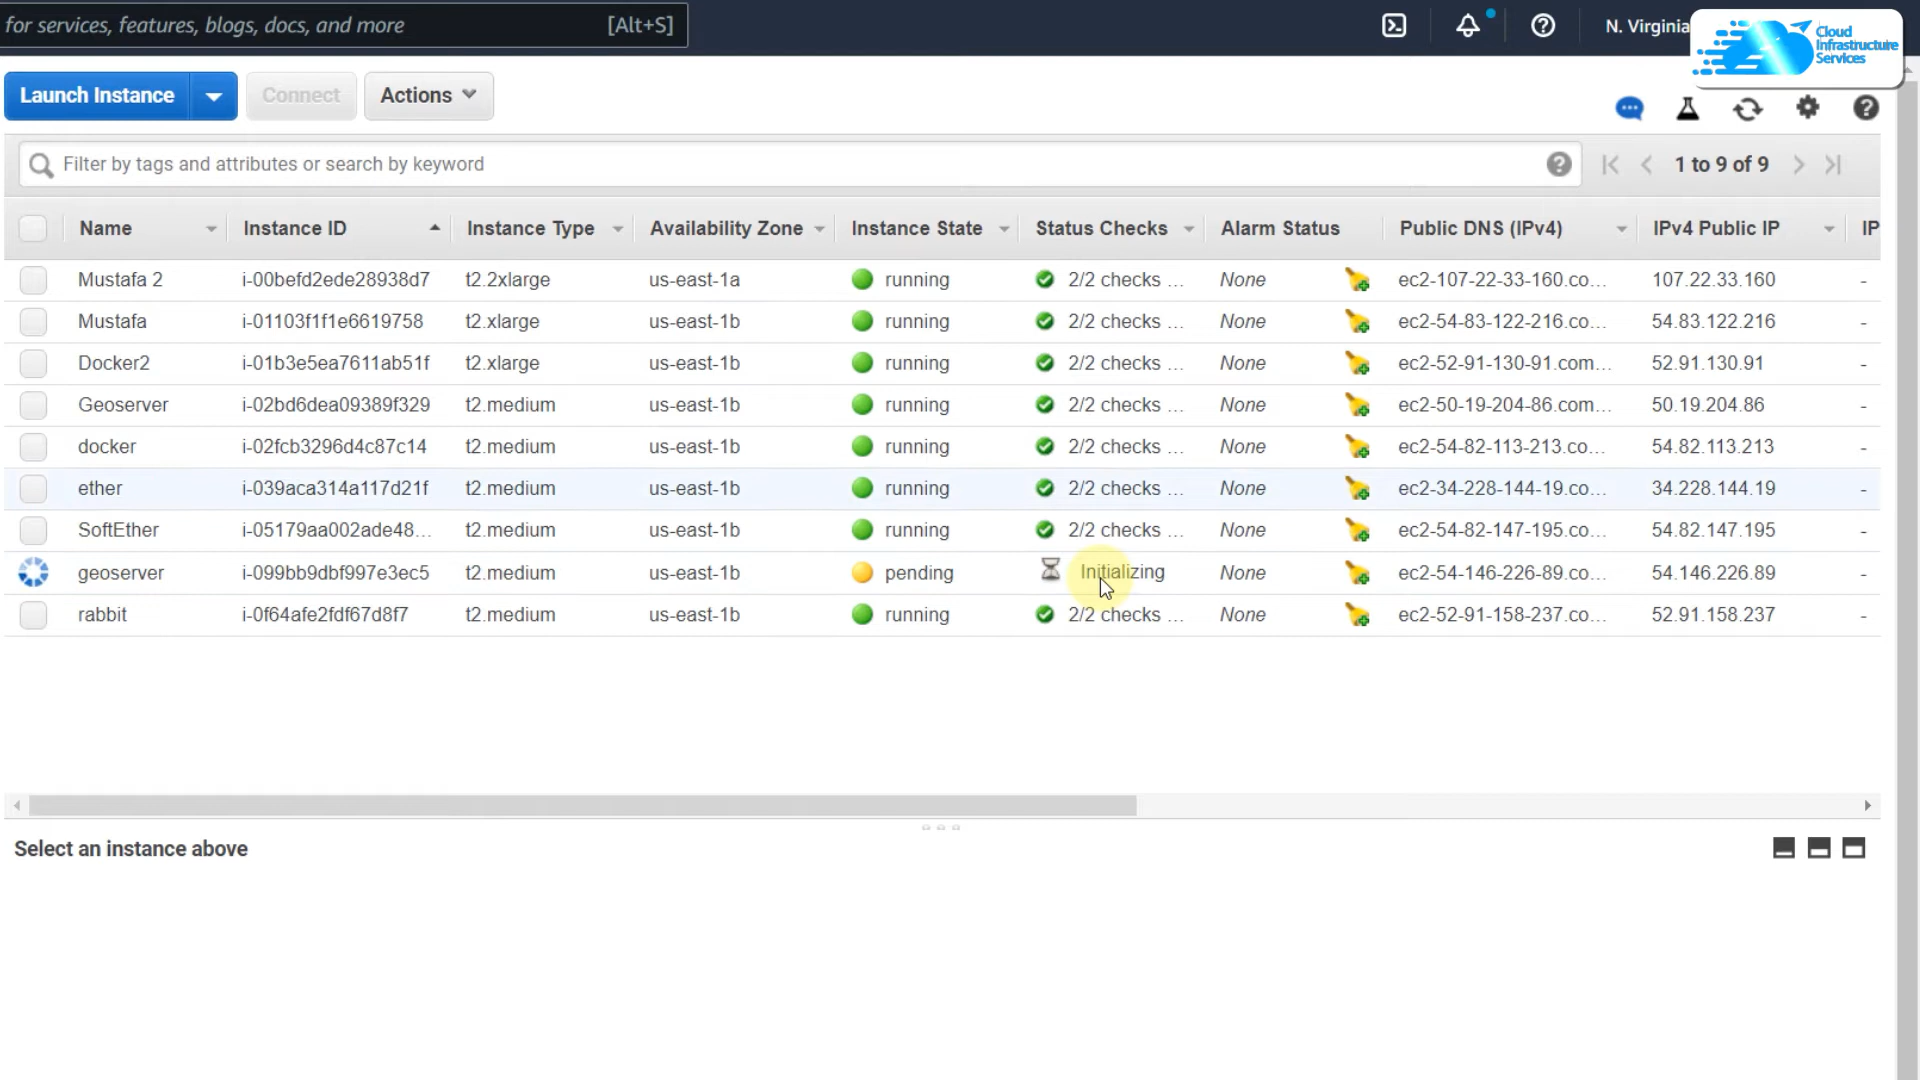 for services, features, blogs, docs, and more [Alt+S] N. Virginia
Cloud
Infrastructure
Services
Launch Instance Connect Actions
Filter by tags and attributes or search by keyword 1 to 9 of 9
Name Instance ID Instance Type Availability Zone Instance State Status Checks Alarm Status Public DNS (IPv4) IPv4 Public IP IP
Mustafa 2 i-00befd2ede28938d7 t2.2xlarge us-east-1a running 2/2 checks ... None ec2-107-22-33-160.co... 107.22.33.160 -
Mustafa i-01103f1f1e6619758 t2.xlarge us-east-1b running 2/2 checks ... None ec2-54-83-122-216.co... 54.83.122.216 -
Docker2 i-01b3e5ea7611ab51f t2.xlarge us-east-1b running 2/2 checks ... None ec2-52-91-130-91.com... 52.91.130.91 -
Geoserver i-02bd6dea09389f329 t2.medium us-east-1b running 2/2 checks ... None ec2-50-19-204-86.com... 50.19.204.86 -
docker i-02fcb3296d4c87c14 t2.medium us-east-1b running 2/2 checks ... None ec2-54-82-113-213.co... 54.82.113.213 -
ether i-039aca314a117d21f t2.medium us-east-1b running 2/2 checks ... None ec2-34-228-144-19.co... 34.228.144.19 -
SoftEther i-05179aa002ade48... t2.medium us-east-1b running 2/2 checks ... None ec2-54-82-147-195.co... 54.82.147.195 -
geoserver i-099bb9dbf997e3ec5 t2.medium us-east-1b pending Initializing None ec2-54-146-226-89.co... 54.146.226.89 -
rabbit i-0f64afe2fdf67d8f7 t2.medium us-east-1b running 2/2 checks ... None ec2-52-91-158-237.co... 52.91.158.237 -
Select an instance above